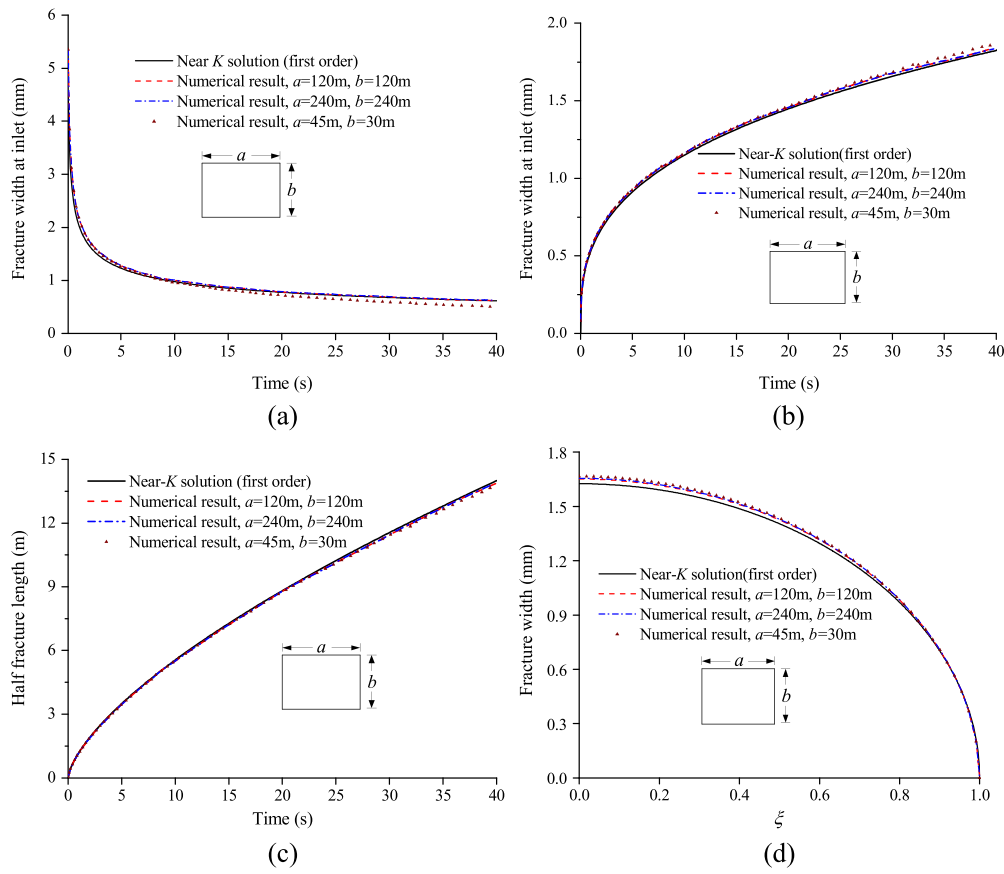 6
5
4
3
2
1
0
Fracture width at inlet (mm)
Near K solution (first order)
Numerical result, a=120m, b=120m
Numerical result, a=240m, b=240m
Numerical result, a=45m, b=30m
a
b
0 5 10 15 20 25 30 35 40
Time (s)
(a)
2.0
1.5
1.0
0.5
0.0
Fracture width at inlet (mm)
Near-K solution(first order)
Numerical result, a=120m, b=120m
Numerical result, a=240m, b=240m
Numerical result, a=45m, b=30m
a
b
0 5 10 15 20 25 30 35 40
Time (s)
(b)
15
12
9
6
3
0
Half fracture length (m)
Near-K solution (first order)
Numerical result, a=120m, b=120m
Numerical result, a=240m, b=240m
Numerical result, a=45m, b=30m
a
b
0 5 10 15 20 25 30 35 40
Time (s)
(c)
1.8
1.5
1.2
0.9
0.6
0.3
0.0
Fracture width (mm)
Near-K solution(first order)
Numerical result, a=120m, b=120m
Numerical result, a=240m, b=240m
Numerical result, a=45m, b=30m
a
b
0.0 0.2 0.4 0.6 0.8 1.0
ξ
(d)